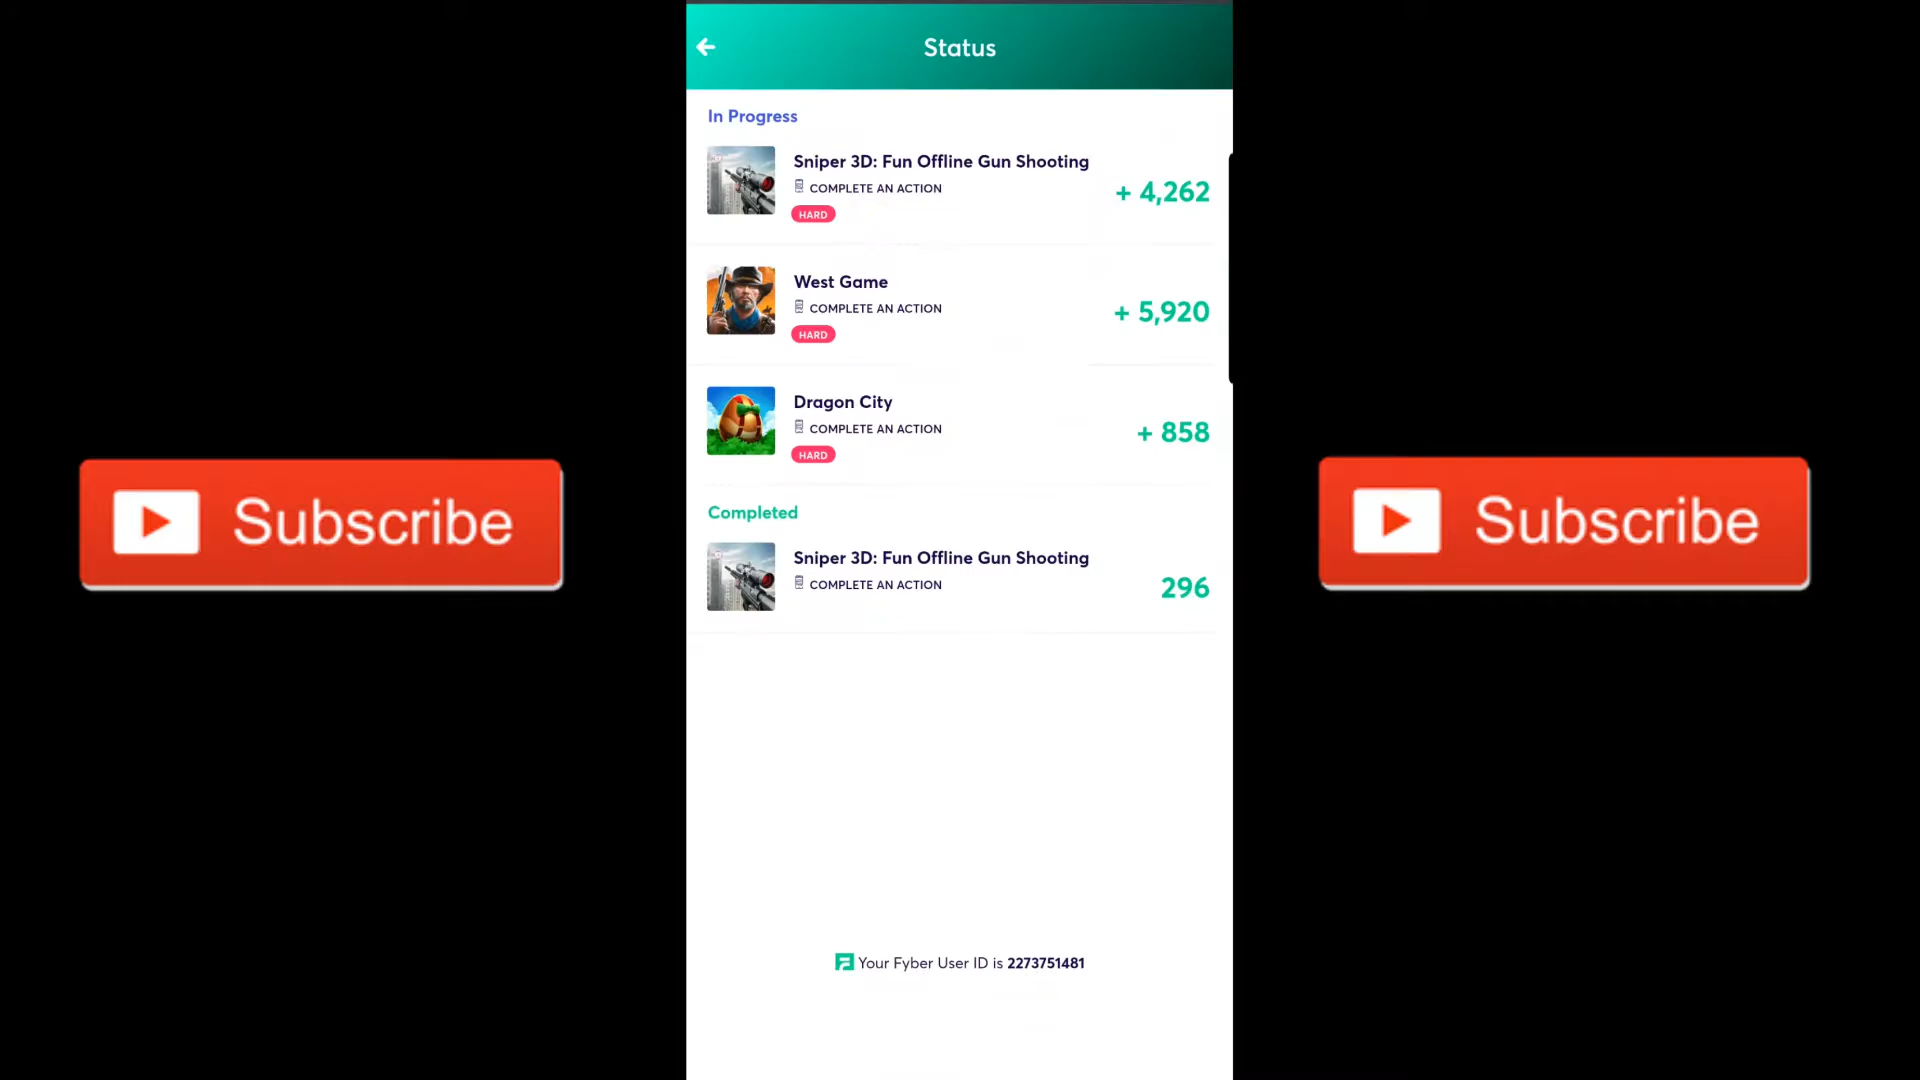 Status
In Progress
Sniper 3D: Fun Offline Gun Shooting
COMPLETE AN ACTION
+ 4,262
HARD
West Game
COMPLETE AN ACTION
+ 5,920
HARD
Dragon City
COMPLETE AN ACTION
+ 858
HARD
Completed
Sniper 3D: Fun Offline Gun Shooting
COMPLETE AN ACTION
296
Your Fyber User ID is 2273751481
Subscribe
Subscribe